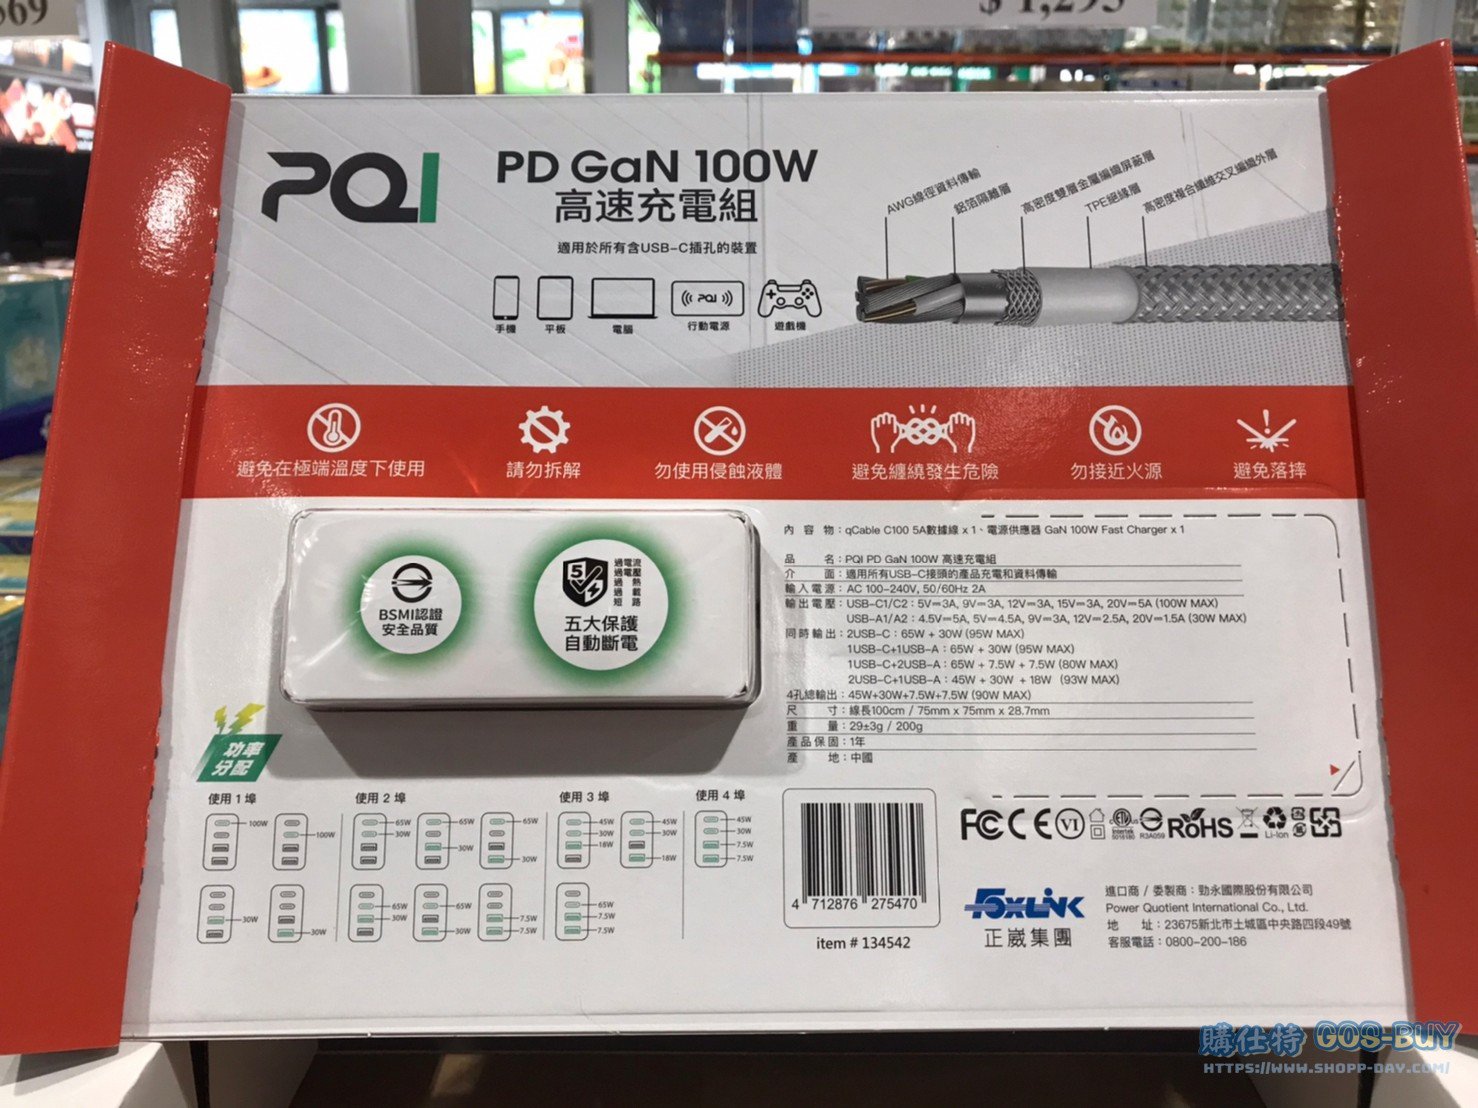 $ 1,295
PQI
PD GaN 100W
高速充電組
適用於所有含USB-C插孔的裝置
手機
平板
電腦
PQI
行動電源
遊戲機
AWG線徑資料傳輸
鋁箔隔離層
高密度雙層金屬編織屏蔽層
TPE絕緣層
高密度複合纖維交叉編織外層
避免在極端溫度下使用
請勿拆解
勿使用侵蝕液體
避免纏繞發生危險
勿接近火源
避免落摔
BSMI認證
安全品質
5
過電流
過電壓
過熱
過載
短路
五大保護
自動斷電
內容物：qCable C100 5A數據線 x 1、電源供應器 GaN 100W Fast Charger x 1
品名：PQI PD GaN 100W 高速充電組
介面：適用所有USB-C接頭的產品充電和資料傳輸
輸入電源：AC 100-240V, 50/60Hz 2A
輸出電壓：USB-C1/C2：5V⎓3A, 9V⎓3A, 12V⎓3A, 15V⎓3A, 20V⎓5A (100W MAX)
USB-A1/A2：4.5V⎓5A, 5V⎓4.5A, 9V⎓3A, 12V⎓2.5A, 20V⎓1.5A (30W MAX)
同時輸出：2USB-C：65W + 30W (95W MAX)
1USB-C+1USB-A：65W + 30W (95W MAX)
1USB-C+2USB-A：65W + 7.5W + 7.5W (80W MAX)
2USB-C+1USB-A：45W + 30W + 18W (93W MAX)
4孔總輸出：45W+30W+7.5W+7.5W (90W MAX)
尺寸：線長100cm / 75mm x 75mm x 28.7mm
重量：29±3g / 200g
產品保固：1年
產地：中國
功率
分配
使用 1 埠
使用 2 埠
使用 3 埠
使用 4 埠
100W
100W
65W
30W
65W
30W
65W
30W
45W
30W
18W
45W
30W
18W
45W
30W
7.5W
7.5W
30W
30W
65W
30W
65W
30W
7.5W
7.5W
65W
7.5W
7.5W
4 712876 275470
item # 134542
FC CE VI
Intertek
R3A059
RoHS
Li-Ion
FOXLINK
正崴集團
進口商 / 委製商：勁永國際股份有限公司
Power Quotient International Co., Ltd.
地址：23675新北市土城區中央路四段49號
客服電話：0800-200-186
購仕特 GOS-BUY
HTTPS://WWW.SHOPP-DAY.COM/